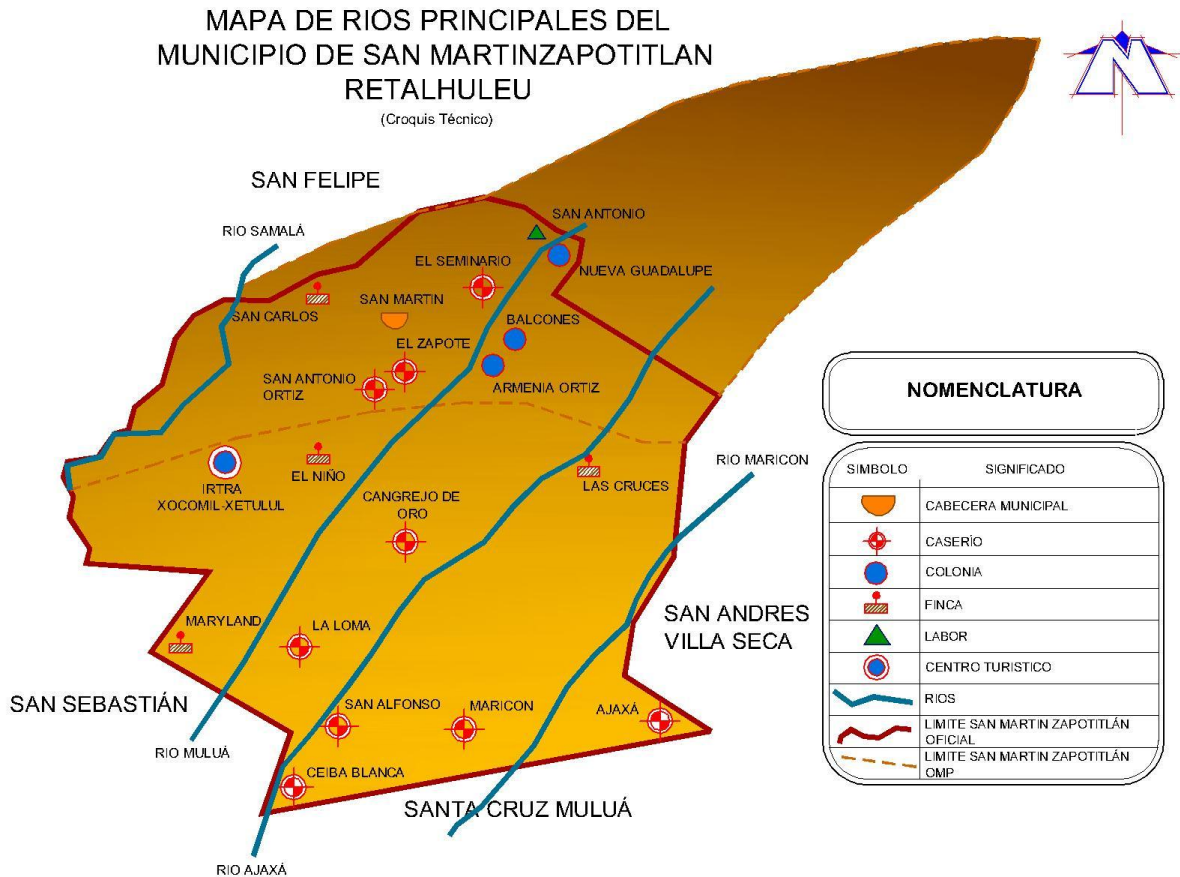 MAPA DE RIOS PRINCIPALES DEL
MUNICIPIO DE SAN MARTINZAPOTITLAN
RETALHULEU
(Croquis Técnico)
SAN FELIPE
RIO SAMALÁ
SAN ANTONIO
EL SEMINARIO
NUEVA GUADALUPE
SAN CARLOS
SAN MARTIN
BALCONES
EL ZAPOTE
SAN ANTONIO
ORTIZ
ARMENIA ORTIZ
RIO MARICON
IRTRA
XOCOMIL-XETULUL
EL NIÑO
LAS CRUCES
CANGREJO DE
ORO
MARYLAND
LA LOMA
SAN ANDRES
VILLA SECA
SAN SEBASTIÁN
SAN ALFONSO
MARICON
AJAXÁ
RIO MULUÁ
CEIBA BLANCA
SANTA CRUZ MULUÁ
RIO AJAXÁ
N
NOMENCLATURA
SIMBOLO SIGNIFICADO
CABECERA MUNICIPAL
CASERÍO
COLONIA
FINCA
LABOR
CENTRO TURISTICO
RIOS
LIMITE SAN MARTIN ZAPOTITLÁN
OFICIAL
LIMITE SAN MARTIN ZAPOTITLÁN
OMP